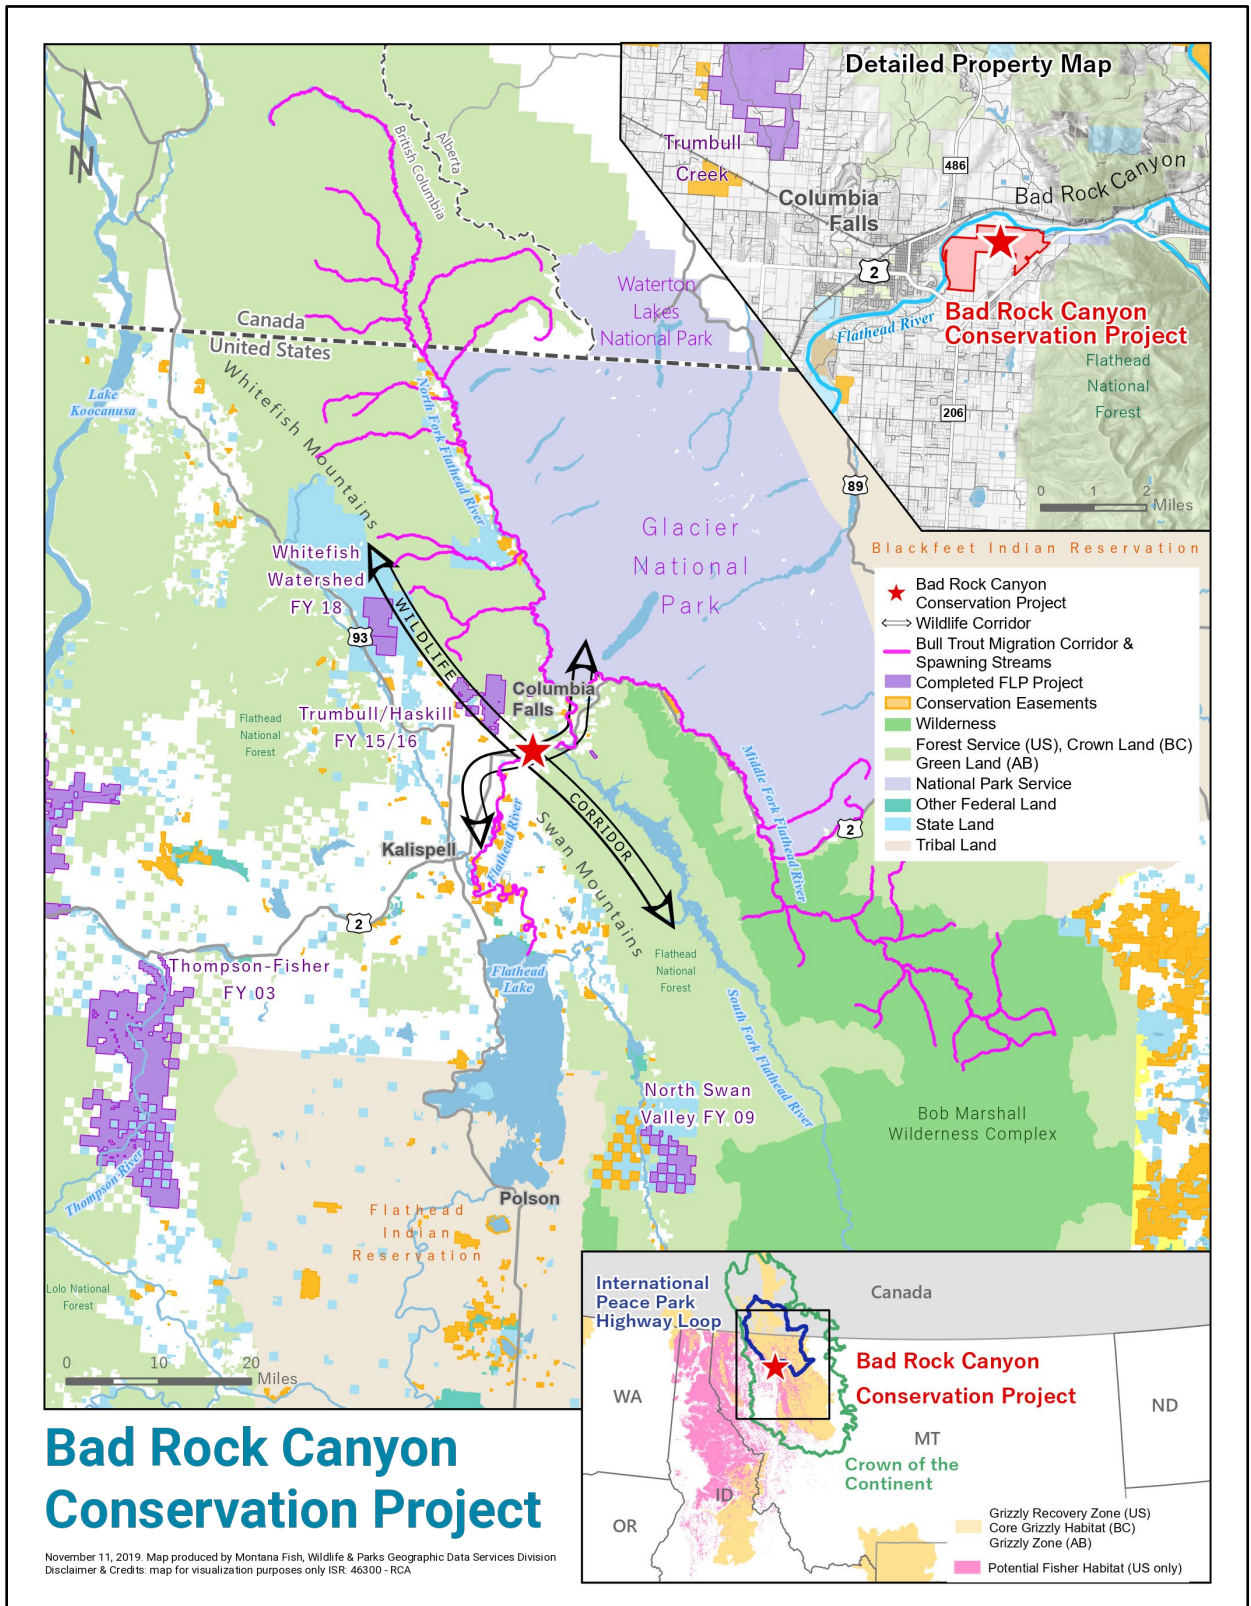 Detailed Property Map
Trumbull
Creek
486
Bad Rock Canyon
Columbia
Falls
2
Bad Rock Canyon
Conservation Project
Flathead River
Flathead
National
Forest
206
0 1 2
Miles
N
Alberta
British Columbia
Waterton
Lakes
National Park
Canada
United States
Lake
Koocanusa
Whitefish Mountains
North Fork Flathead River
89
Glacier
National
Park
Blackfeet Indian Reservation
Whitefish
Watershed
FY 18
93
WILDLIFE
Columbia
Falls
Trumbull/Haskill
FY 15/16
Flathead
National
Forest
Bad Rock Canyon
Conservation Project
Wildlife Corridor
Bull Trout Migration Corridor &
Spawning Streams
Completed FLP Project
Conservation Easements
Wilderness
Forest Service (US), Crown Land (BC)
Green Land (AB)
National Park Service
Other Federal Land
State Land
Tribal Land
Middle Fork Flathead River
2
CORRIDOR
Swan Mountains
Flathead River
Kalispell
2
Flathead
National
Forest
Thompson-Fisher
FY 03
Flathead
Lake
South Fork Flathead River
North Swan
Valley FY 09
Bob Marshall
Wilderness Complex
Thompson River
Polson
Flathead
Indian
Reservation
Lolo National
Forest
0 10 20
Miles
International
Peace Park
Highway Loop
Canada
Bad Rock Canyon
Conservation Project
WA
ND
MT
Crown of the
Continent
ID
OR
Grizzly Recovery Zone (US)
Core Grizzly Habitat (BC)
Grizzly Zone (AB)
Potential Fisher Habitat (US only)
Bad Rock Canyon
Conservation Project
November 11, 2019. Map produced by Montana Fish, Wildlife & Parks Geographic Data Services Division
Disclaimer & Credits: map for visualization purposes only ISR: 46300 - RCA